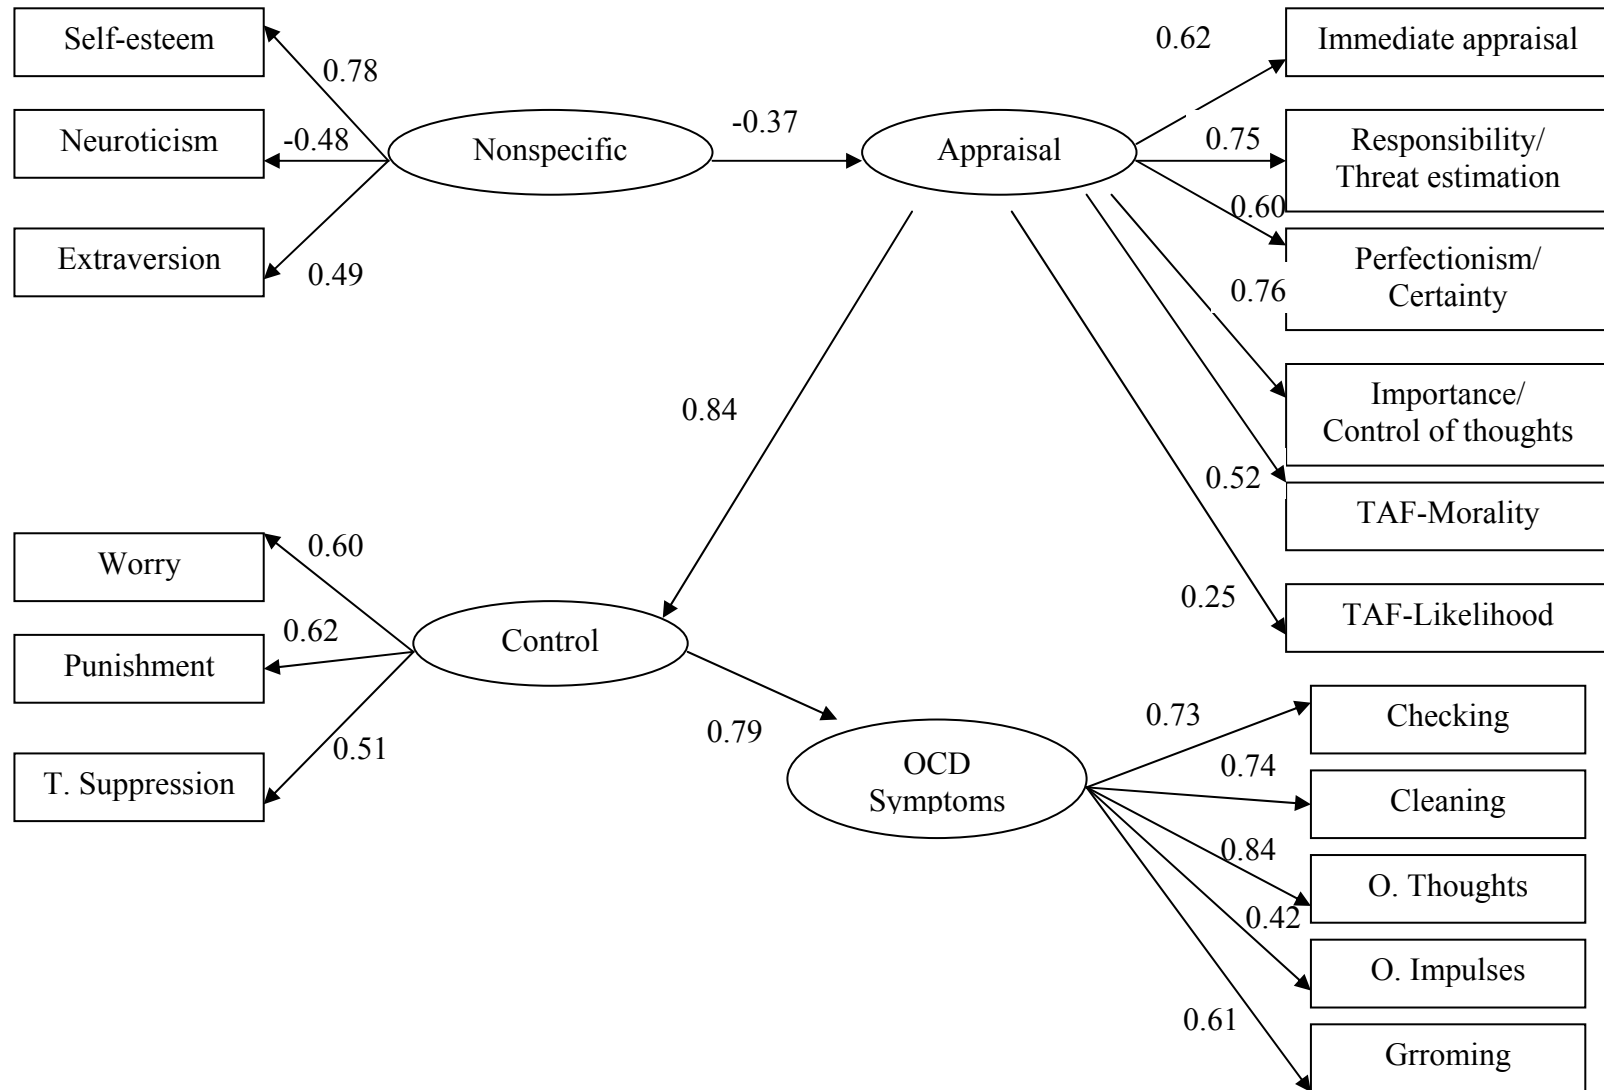 Self-esteem
0.78
Neuroticism
-0.48
Extraversion
0.49
Nonspecific
-0.37
Appraisal
0.62
Immediate appraisal
0.75
Responsibility/
Threat estimation
0.60
Perfectionism/
Certainty
0.76
Importance/
Control of thoughts
0.52
TAF-Morality
0.25
TAF-Likelihood
0.84
Worry
0.60
Punishment
0.62
T. Suppression
0.51
Control
0.79
OCD
Symptoms
0.73
Checking
0.74
Cleaning
0.84
O. Thoughts
0.42
O. Impulses
0.61
Grroming